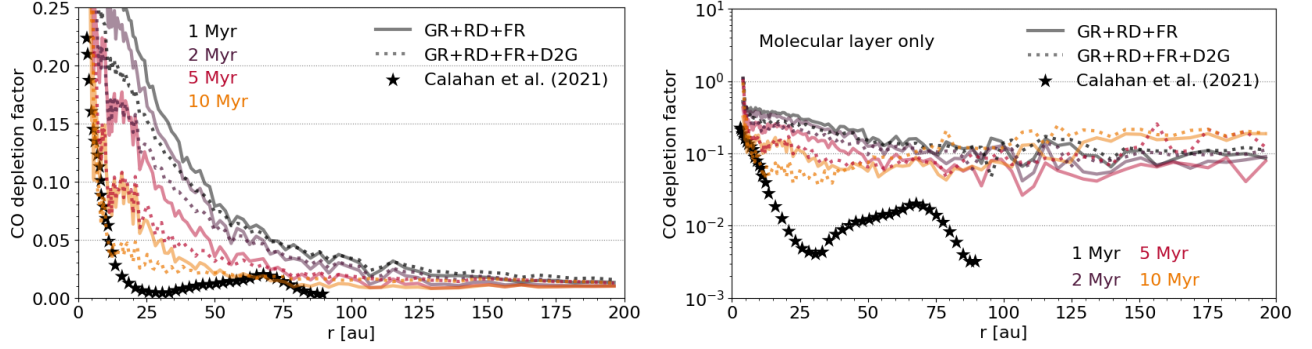 CO depletion factor
0.25
0.20
0.15
0.10
0.05
0.00
1 Myr
2 Myr
5 Myr
10 Myr
GR+RD+FR
GR+RD+FR+D2G
Calahan et al. (2021)
0 25 50 75 100 125 150 175 200
r [au]
CO depletion factor
10¹
10⁰
10⁻¹
10⁻²
10⁻³
Molecular layer only
GR+RD+FR
GR+RD+FR+D2G
Calahan et al. (2021)
1 Myr 5 Myr
2 Myr 10 Myr
0 25 50 75 100 125 150 175 200
r [au]